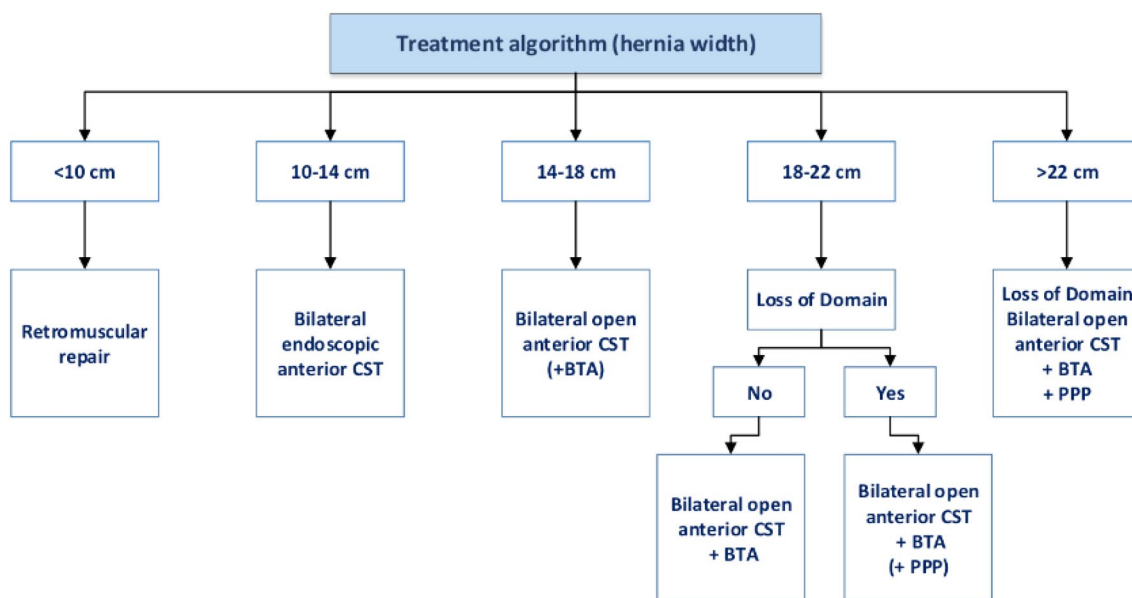 Treatment algorithm (hernia width)
<10 cm
10-14 cm
14-18 cm
18-22 cm
>22 cm
Retromuscular
repair
Bilateral
endoscopic
anterior CST
Bilateral open
anterior CST
(+BTA)
Loss of Domain
Loss of Domain
Bilateral open
anterior CST
+ BTA
+ PPP
No
Yes
Bilateral open
anterior CST
+ BTA
Bilateral open
anterior CST
+ BTA
(+ PPP)